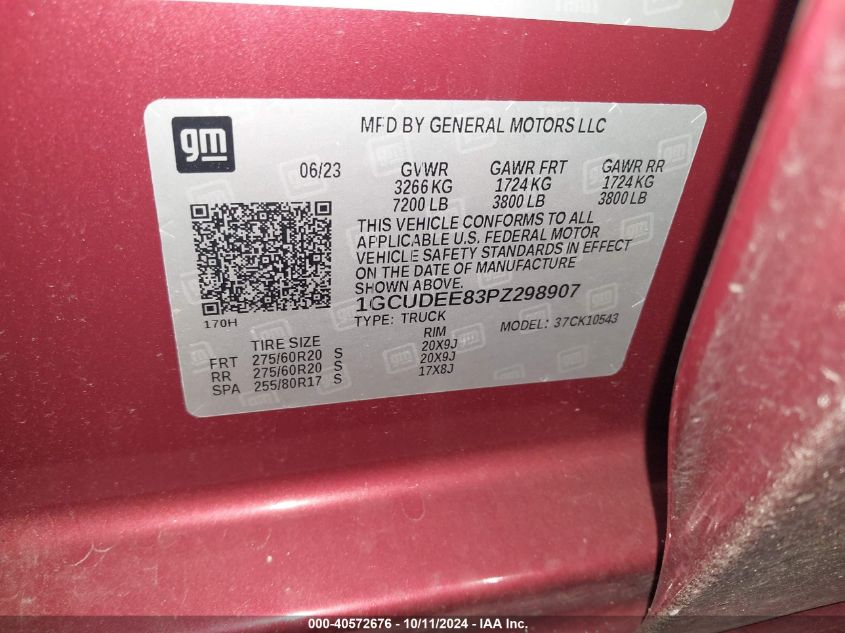 gm
MFD BY GENERAL MOTORS LLC
06/23 GVWR GAWR FRT GAWR RR
3266 KG 1724 KG 1724 KG
7200 LB 3800 LB 3800 LB
THIS VEHICLE CONFORMS TO ALL
APPLICABLE U.S. FEDERAL MOTOR
VEHICLE SAFETY STANDARDS IN EFFECT
ON THE DATE OF MANUFACTURE
SHOWN ABOVE.
1GCUDEE83PZ298907
170H
TYPE: TRUCK MODEL: 37CK10543
TIRE SIZE RIM
FRT 275/60R20 S 20X9J
RR 275/60R20 S 20X9J
SPA 255/80R17 S 17X8J
000-40572676 - 10/11/2024 - IAA Inc.